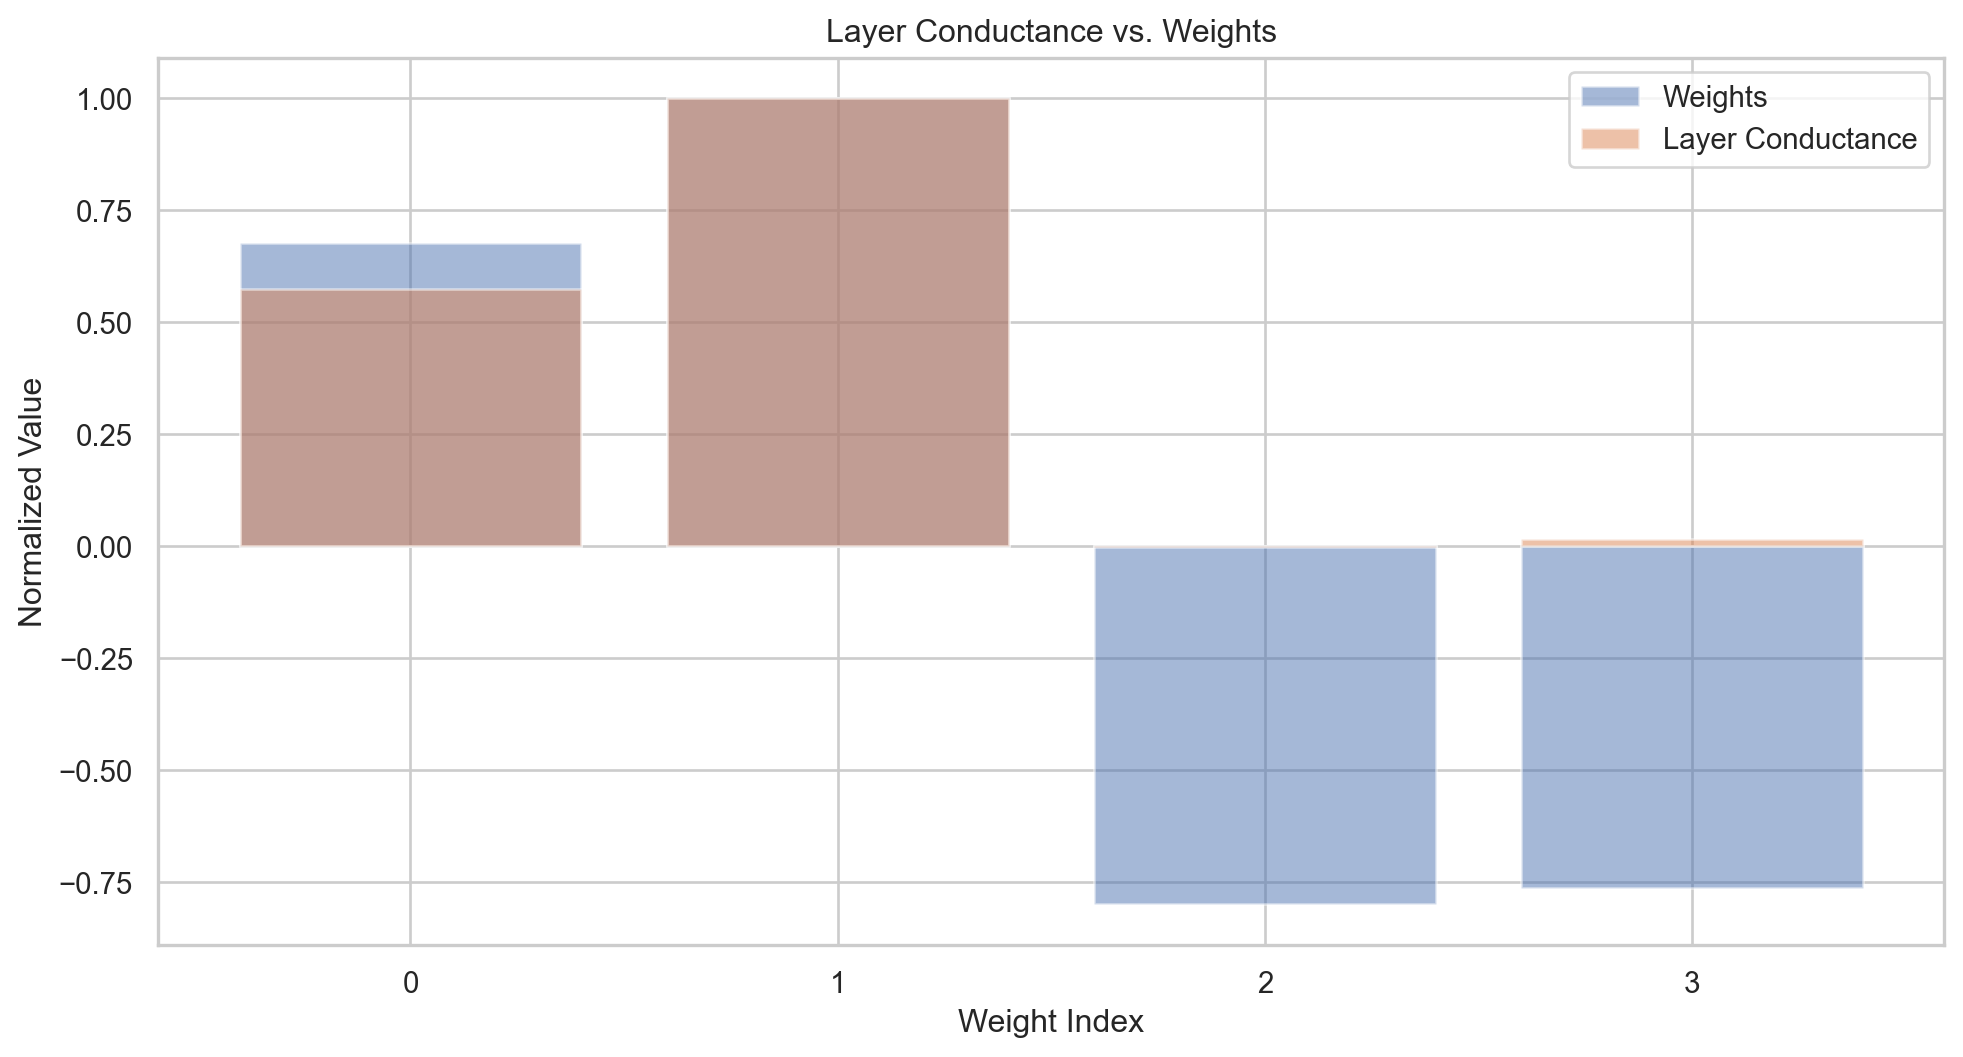 Layer Conductance vs. Weights
Weights
Layer Conductance
Normalized Value
1.00
0.75
0.50
0.25
0.00
−0.25
−0.50
−0.75
0 1 2 3
Weight Index